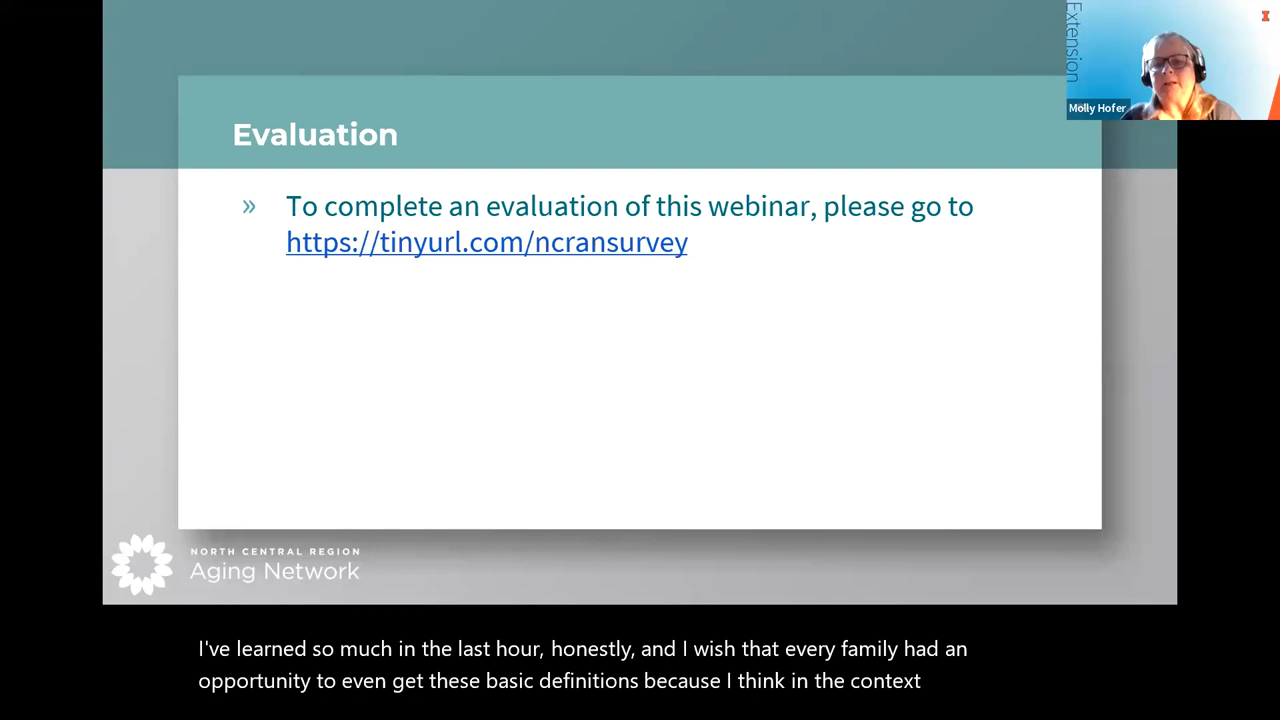 Extension
Molly Hofer
Evaluation
» To complete an evaluation of this webinar, please go to
https://tinyurl.com/ncransurvey
NORTH CENTRAL REGION
Aging Network
I've learned so much in the last hour, honestly, and I wish that every family had an
opportunity to even get these basic definitions because I think in the context